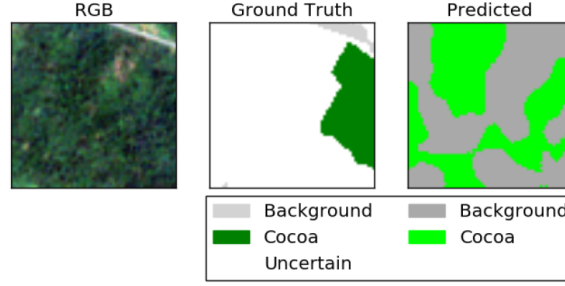 RGB Ground Truth Predicted
Background Background
Cocoa Cocoa
Uncertain